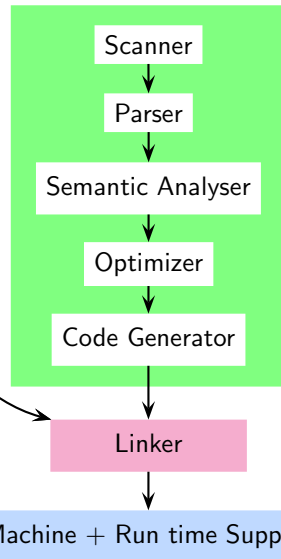 Scanner
Parser
Semantic Analyser
Optimizer
Code Generator
Linker
Machine + Run time Supp